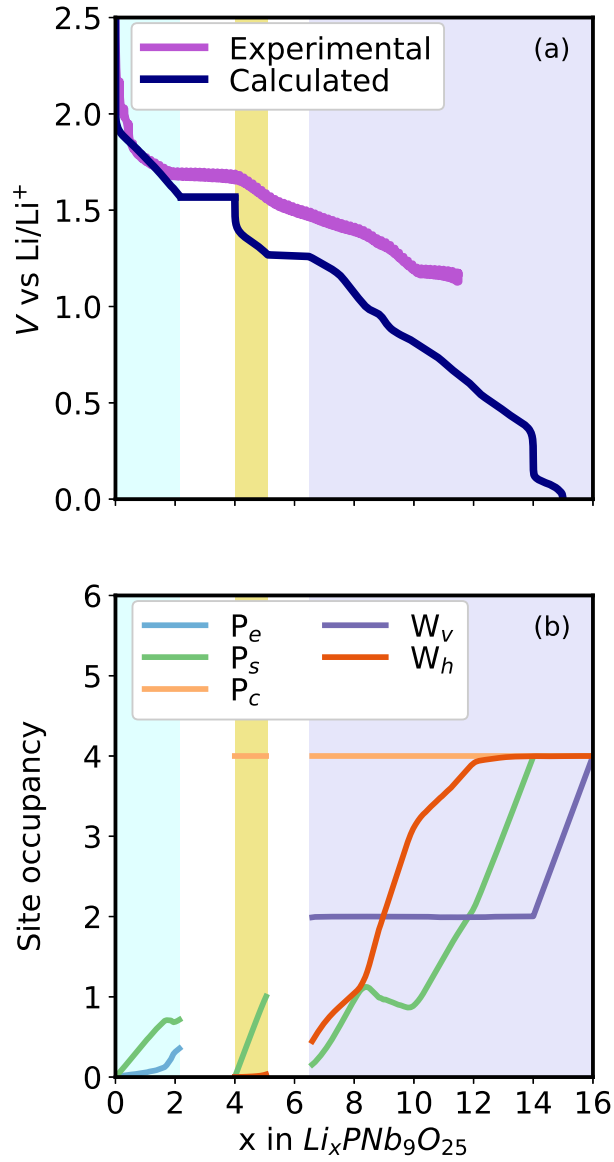 2.5
2.0
1.5
1.0
0.5
0.0
V vs Li/Li⁺
Experimental
Calculated
(a)
6
5
4
3
2
1
0
Site occupancy
Pₑ
Pₛ
P_c
Wᵥ
Wₕ
(b)
0 2 4 6 8 10 12 14 16
x in LiₓPNb₉O₂₅